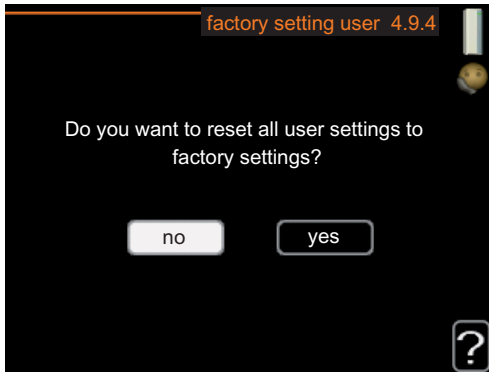 factory setting user 4.9.4
Do you want to reset all user settings to
factory settings?
no yes
?